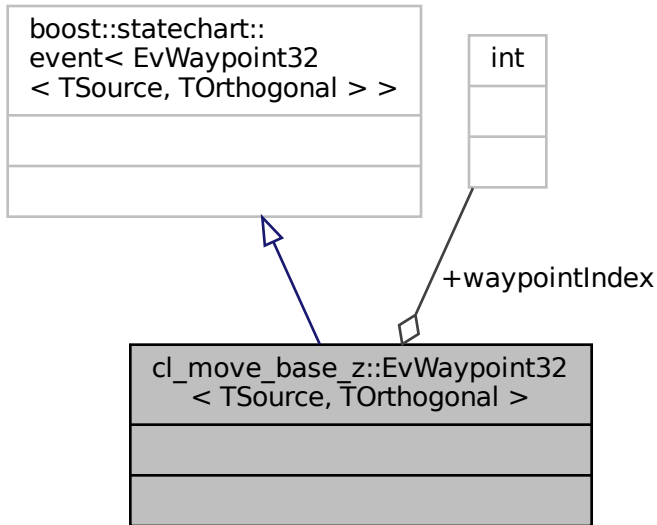 boost::statechart::
event< EvWaypoint32
< TSource, TOrthogonal > >
int
+waypointIndex
cl_move_base_z::EvWaypoint32
< TSource, TOrthogonal >